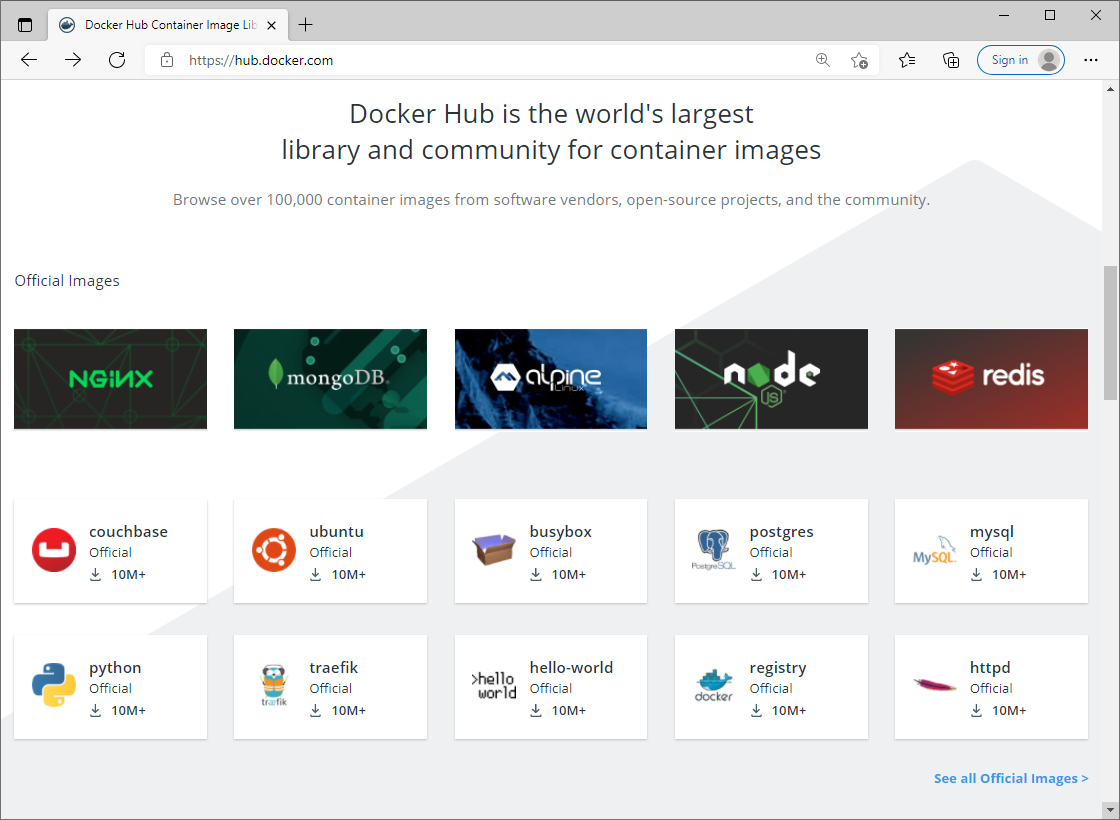 Docker Hub Container Image Lib
https://hub.docker.com
Sign in
Docker Hub is the world's largest
library and community for container images
Browse over 100,000 container images from software vendors, open-source projects, and the community.
Official Images
NGINX
mongoDB®
alpine
Linux
node
JS
redis
couchbase
Official
10M+
ubuntu
Official
10M+
busybox
Official
10M+
PostgreSQL
postgres
Official
10M+
MySQL
mysql
Official
10M+
python
Official
10M+
træfik
traefik
Official
10M+
>hello
world
hello-world
Official
10M+
docker
registry
Official
10M+
httpd
Official
10M+
See all Official Images >